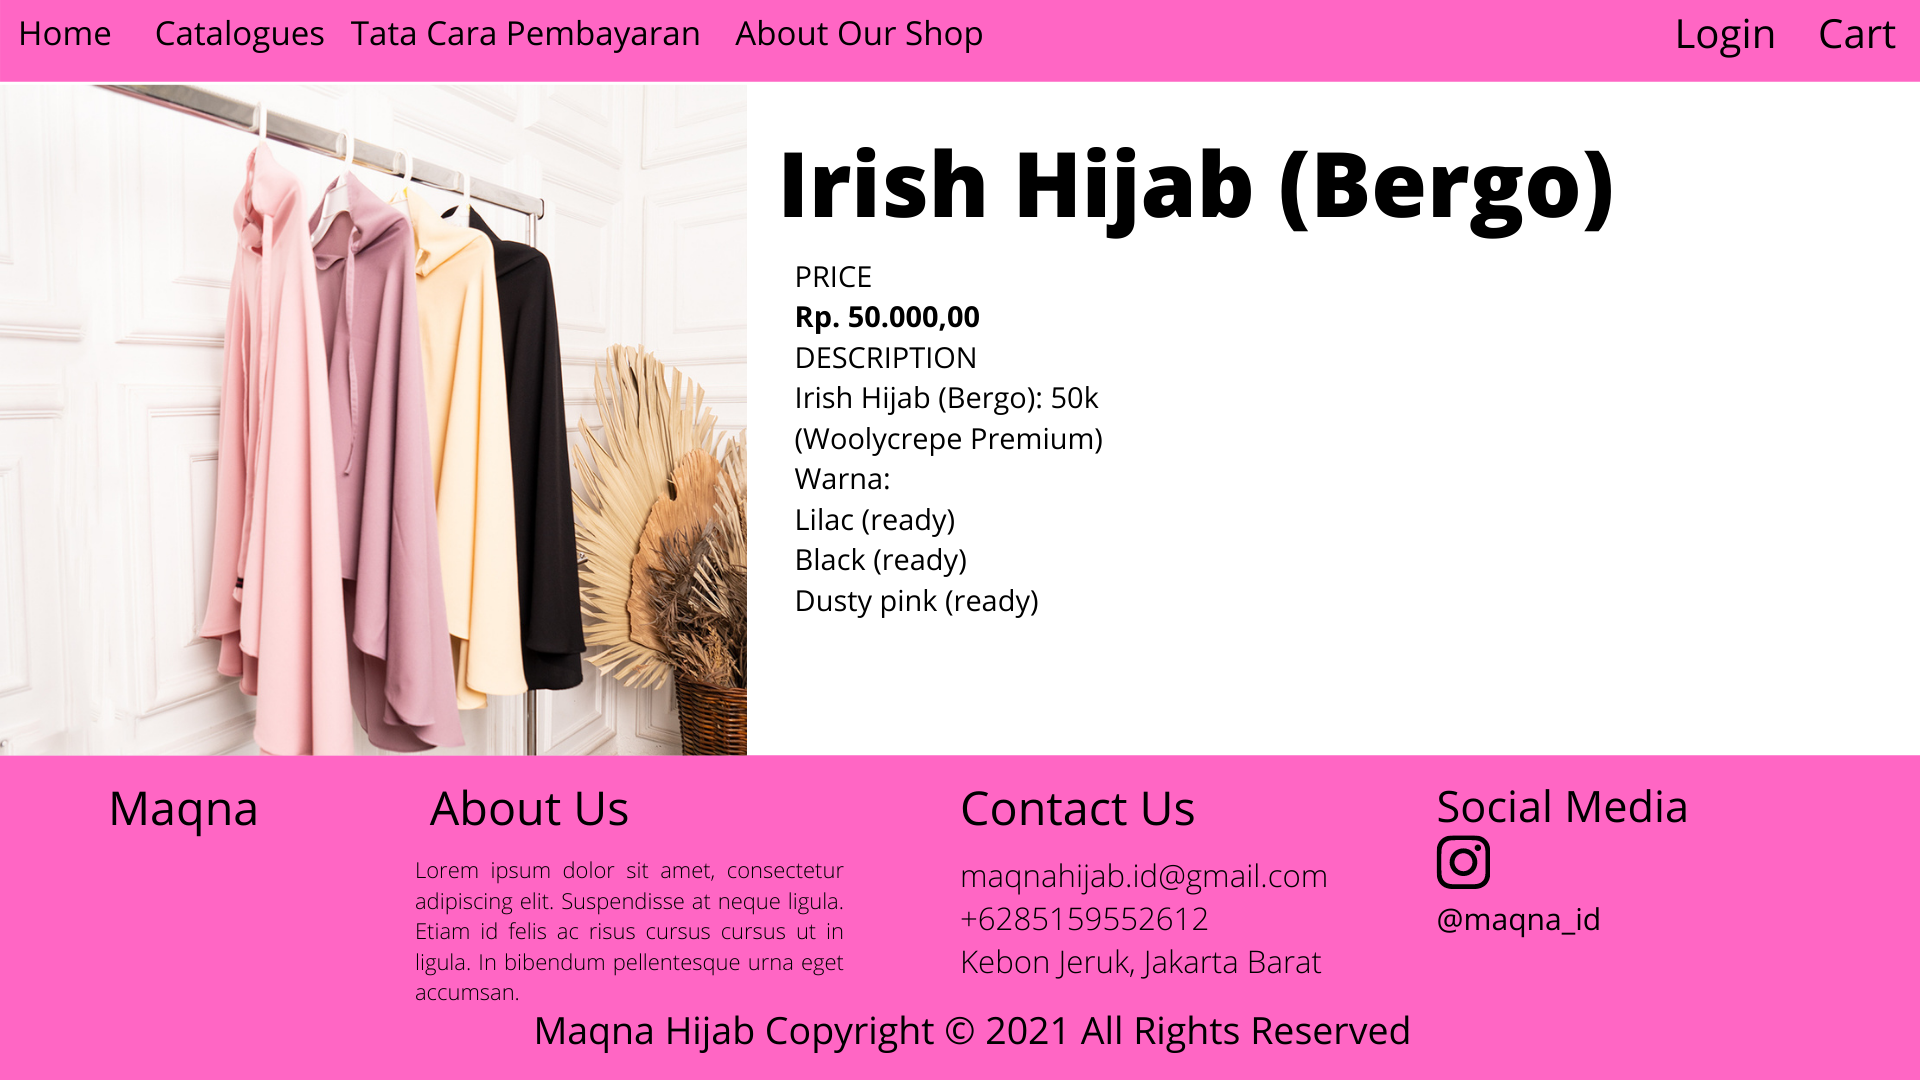 Home Catalogues Tata Cara Pembayaran About Our Shop Login Cart
Irish Hijab (Bergo)
PRICE
Rp. 50.000,00
DESCRIPTION
Irish Hijab (Bergo): 50k
(Woolycrepe Premium)
Warna:
Lilac (ready)
Black (ready)
Dusty pink (ready)
Maqna
About Us
Lorem ipsum dolor sit amet, consectetur
adipiscing elit. Suspendisse at neque ligula.
Etiam id felis ac risus cursus cursus ut in
ligula. In bibendum pellentesque urna eget
accumsan.
Contact Us
maqnahijab.id@gmail.com
+6285159552612
Kebon Jeruk, Jakarta Barat
Social Media
@maqna_id
Maqna Hijab Copyright © 2021 All Rights Reserved